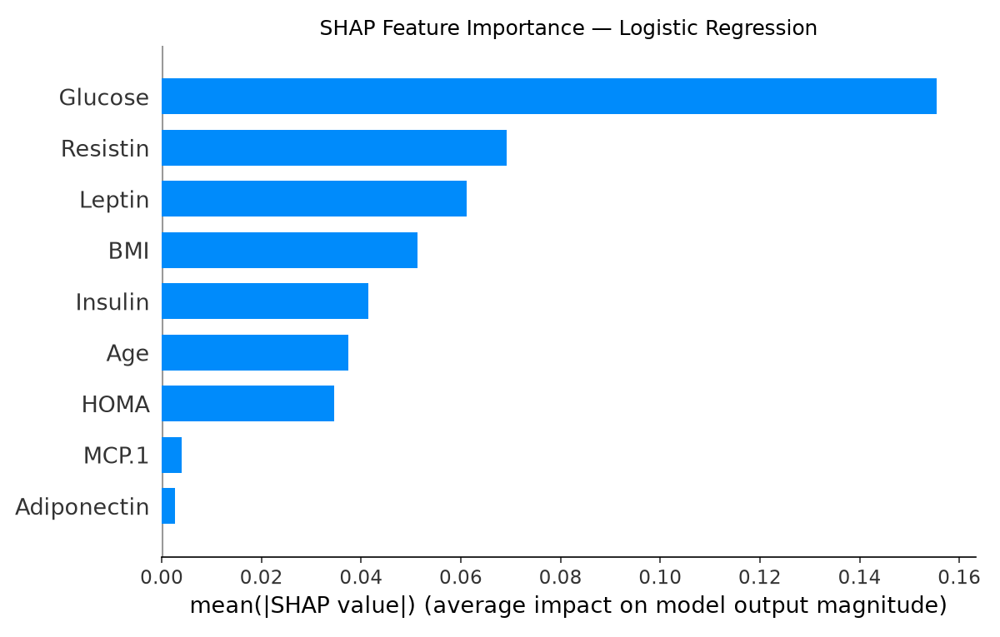 SHAP Feature Importance — Logistic Regression
Glucose
Resistin
Leptin
BMI
Insulin
Age
HOMA
MCP.1
Adiponectin
0.00 0.02 0.04 0.06 0.08 0.10 0.12 0.14 0.16
mean(|SHAP value|) (average impact on model output magnitude)